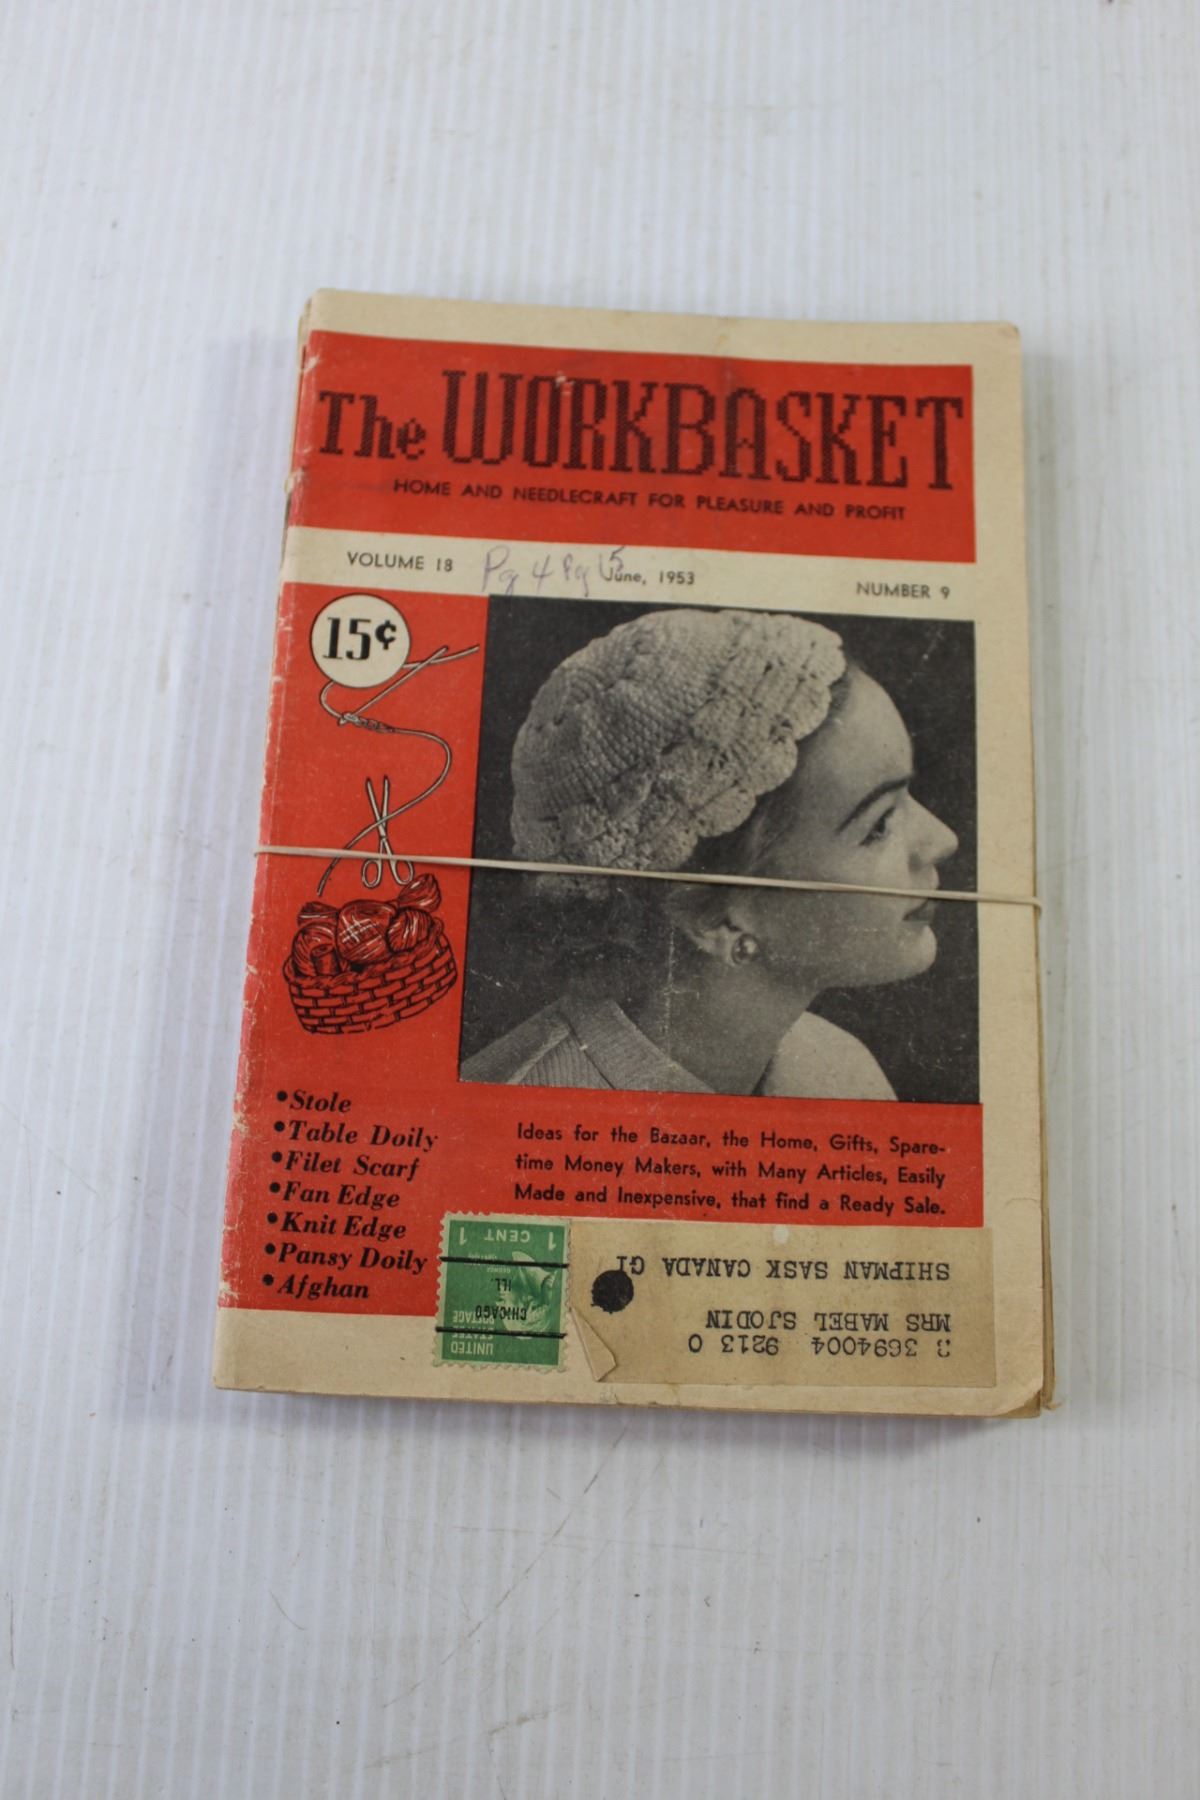 The WORKBASKET
HOME AND NEEDLECRAFT FOR PLEASURE AND PROFIT
VOLUME 18
Pg 4 Pg 15
June, 1953
NUMBER 9
15¢
•Stole
•Table Doily
•Filet Scarf
•Fan Edge
•Knit Edge
•Pansy Doily
•Afghan
Ideas for the Bazaar, the Home, Gifts, Spare-
time Money Makers, with Many Articles, Easily
Made and Inexpensive, that find a Ready Sale.
UNITED
STATES
POSTAGE
CHICAGO
ILL.
1 CENT 1
3 3694004 9213 0
MRS MABEL SJODIN
SHIPMAN SASK CANADA GI